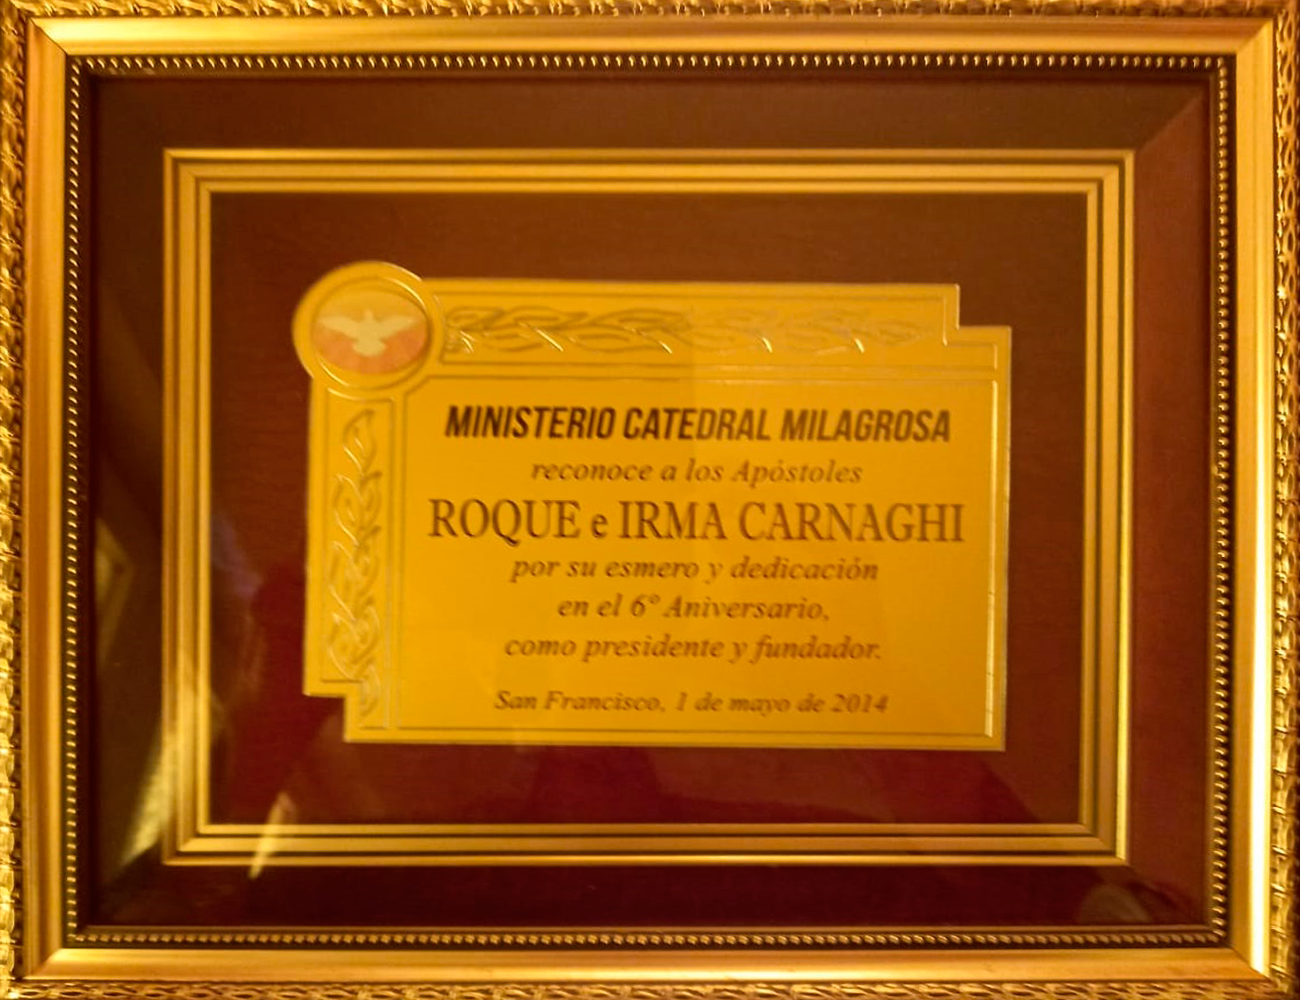 MINISTERIO CATEDRAL MILAGROSA
reconoce a los Apóstoles
ROQUE e IRMA CARNAGHI
por su esmero y dedicación
en el 6º Aniversario,
como presidente y fundador.
San Francisco, 1 de mayo de 2014